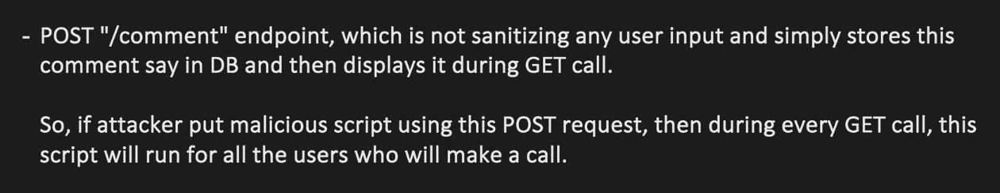 - POST "/comment" endpoint, which is not sanitizing any user input and simply stores this
comment say in DB and then displays it during GET call.
So, if attacker put malicious script using this POST request, then during every GET call, this
script will run for all the users who will make a call.